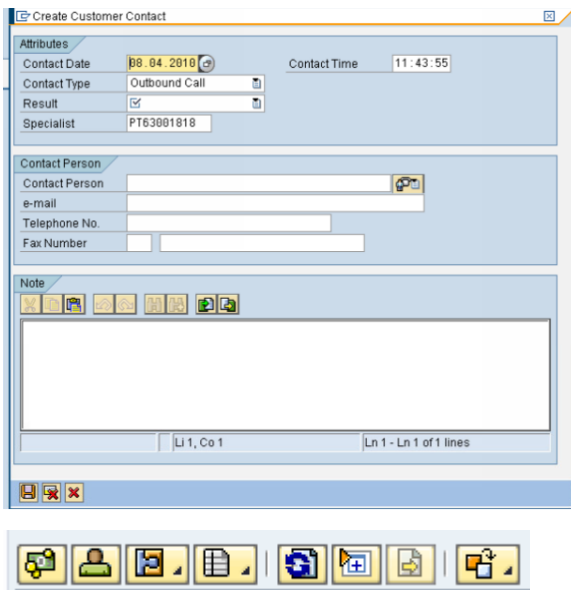 Create Customer Contact
Attributes
Contact Date 08.04.2010 Contact Time 11:43:55
Contact Type Outbound Call
Result
Specialist PT63001818
Contact Person
Contact Person
e-mail
Telephone No.
Fax Number
Note
Li 1, Co 1 Ln 1 - Ln 1 of 1 lines